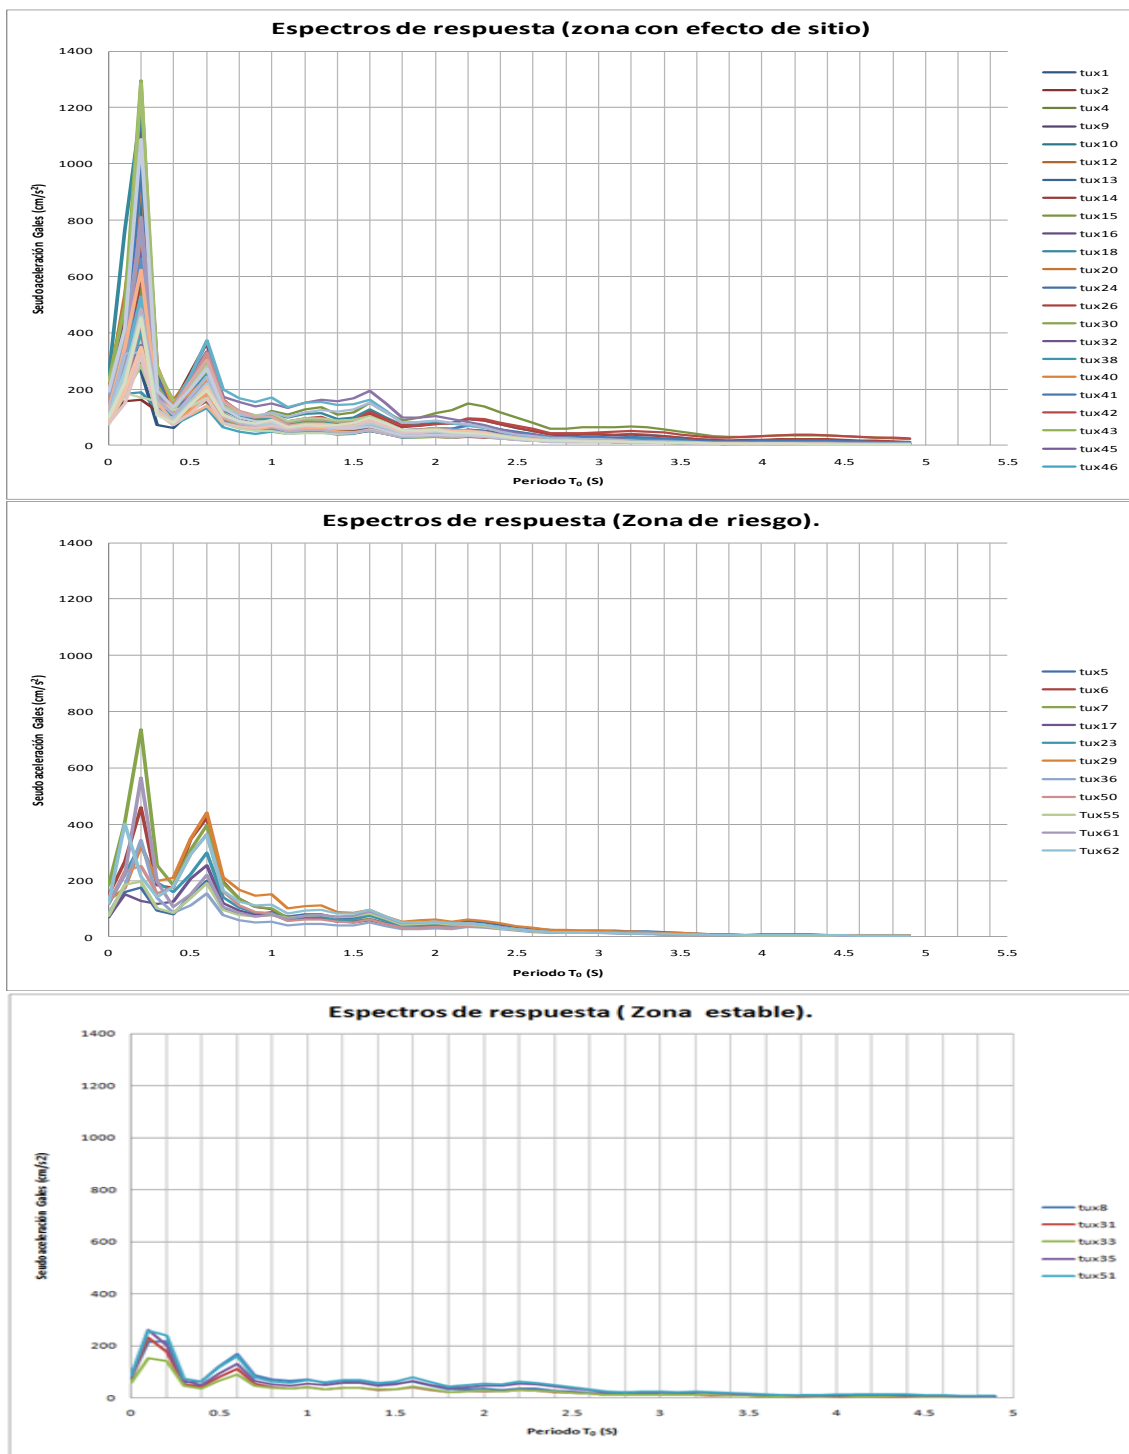 Espectros de respuesta (zona con efecto de sitio)
1400
1200
1000
800
600
400
200
0
Seudoaceleración Gales (cm/s²)
0 0.5 1 1.5 2 2.5 3 3.5 4 4.5 5 5.5
Periodo T₀ (S)
tux1
tux2
tux4
tux9
tux10
tux12
tux13
tux14
tux15
tux16
tux18
tux20
tux24
tux26
tux30
tux32
tux38
tux40
tux41
tux42
tux43
tux45
tux46
Espectros de respuesta (Zona de riesgo).
1400
1200
1000
800
600
400
200
0
Seudo aceleración Gales (cm/s²)
0 0.5 1 1.5 2 2.5 3 3.5 4 4.5 5 5.5
Periodo T₀ (S)
tux5
tux6
tux7
tux17
tux23
tux29
tux36
tux50
Tux55
Tux61
Tux62
Espectros de respuesta ( Zona estable).
1400
1200
1000
800
600
400
200
0
Seudoaceleración Gales (cm/s2)
0 0.5 1 1.5 2 2.5 3 3.5 4 4.5 5
Periodo T₀ (S)
tux8
tux31
tux33
tux35
tux51